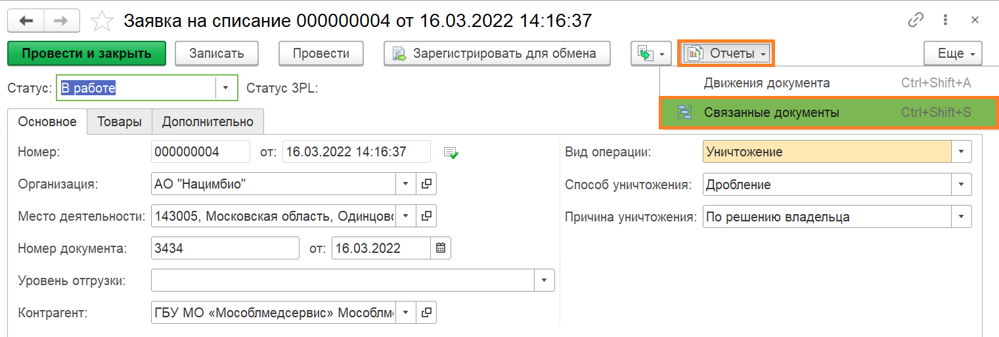 Заявка на списание 000000004 от 16.03.2022 14:16:37
Провести и закрыть Записать Провести Зарегистрировать для обмена Отчеты Еще
Движения документа Ctrl+Shift+A
Статус: В работе Статус 3PL:
Связанные документы Ctrl+Shift+S
Основное Товары Дополнительно
Номер: 000000004 от: 16.03.2022 14:16:37 Вид операции: Уничтожение
Организация: АО "Нацимбио" Способ уничтожения: Дробление
Место деятельности: 143005, Московская область, Одинцово Причина уничтожения: По решению владельца
Номер документа: 3434 от: 16.03.2022
Уровень отгрузки:
Контрагент: ГБУ МО «Мособлмедсервис» Мособлме